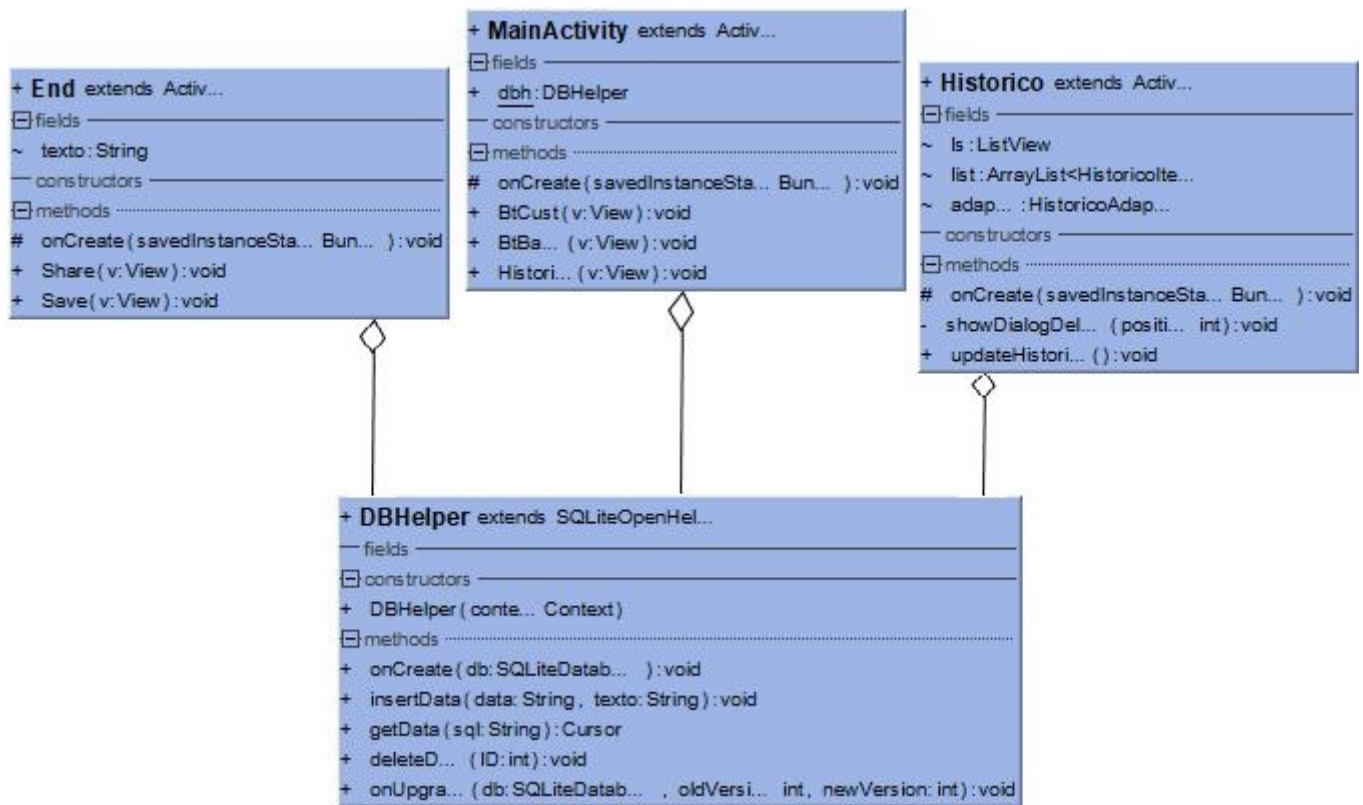 + End extends Activ...
fields
~ texto:String
constructors
methods
# onCreate(savedInstanceSta... Bun... ):void
+ Share(v:View):void
+ Save(v:View):void
+ MainActivity extends Activ...
fields
+ dbh:DBHelper
constructors
methods
# onCreate(savedInstanceSta... Bun... ):void
+ BtCust(v:View):void
+ BtBa... (v:View):void
+ Histori... (v:View):void
+ Historico extends Activ...
fields
~ ls:ListView
~ list:ArrayList<HistoricoIte...
~ adap... :HistoricoAdap...
constructors
methods
# onCreate(savedInstanceSta... Bun... ):void
- showDialogDel... (positi... int):void
+ updateHistori... ():void
+ DBHelper extends SQLiteOpenHel...
fields
constructors
+ DBHelper(conte... Context)
methods
+ onCreate(db:SQLiteDatab... ):void
+ insertData(data:String, texto:String):void
+ getData(sql:String):Cursor
+ deleteD... (ID:int):void
+ onUpgra... (db:SQLiteDatab... , oldVersi... int, newVersion:int):void